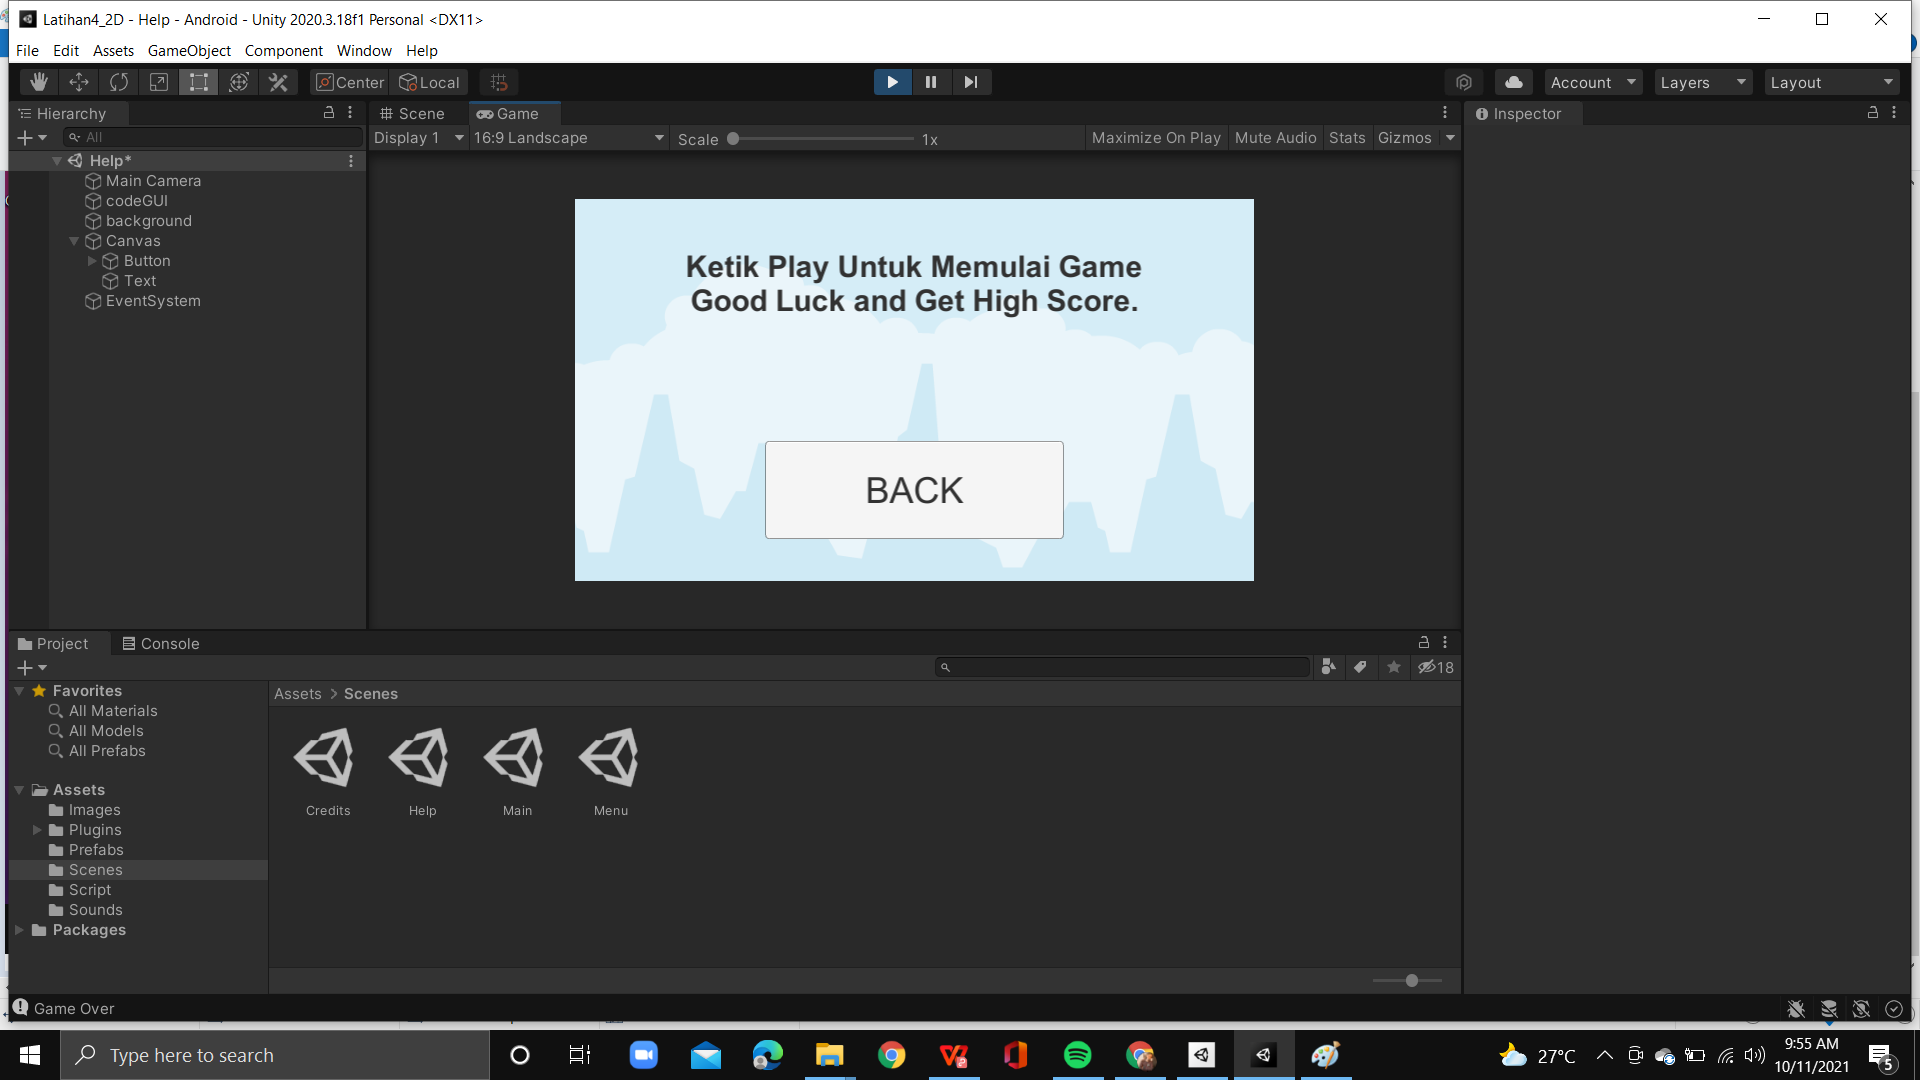 Latihan4_2D - Help - Android - Unity 2020.3.18f1 Personal <DX11>
File Edit Assets GameObject Component Window Help
Center Local Account Layers Layout
Hierarchy Scene Game Inspector
All Display 1 16:9 Landscape Scale 1x Maximize On Play Mute Audio Stats Gizmos
Help*
Main Camera
codeGUI
background
Canvas
Button
Text
EventSystem
Ketik Play Untuk Memulai Game
Good Luck and Get High Score.
BACK
Project Console
18
Favorites
All Materials
All Models
All Prefabs
Assets
Images
Plugins
Prefabs
Scenes
Script
Sounds
Packages
Assets > Scenes
Credits Help Main Menu
Game Over
Type here to search
27°C
9:55 AM
10/11/2021
5